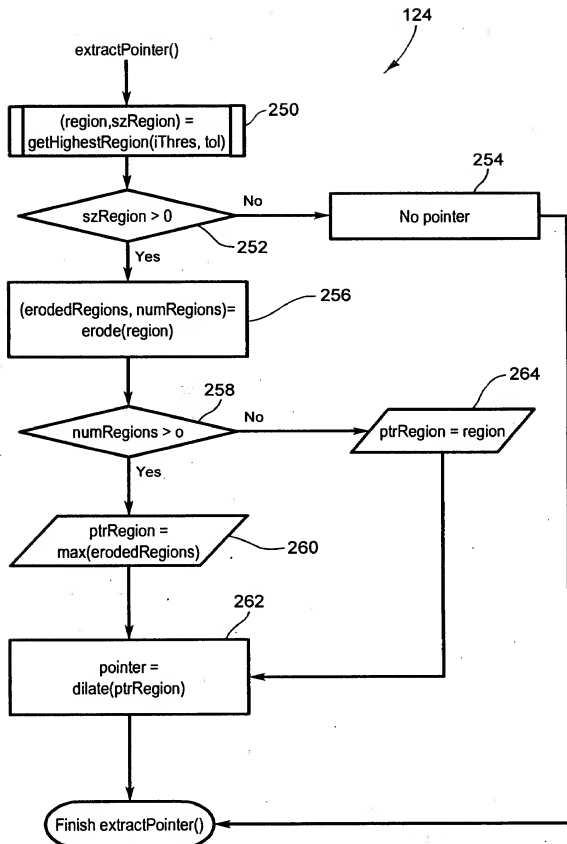 124
extractPointer()
250
(region,szRegion) =
getHighestRegion(iThres, tol)
254
szRegion > 0
No
No pointer
252
Yes
(erodedRegions, numRegions)=
erode(region)
256
258
264
numRegions > o
No
ptrRegion = region
Yes
ptrRegion =
max(erodedRegions)
260
262
pointer =
dilate(ptrRegion)
Finish extractPointer()